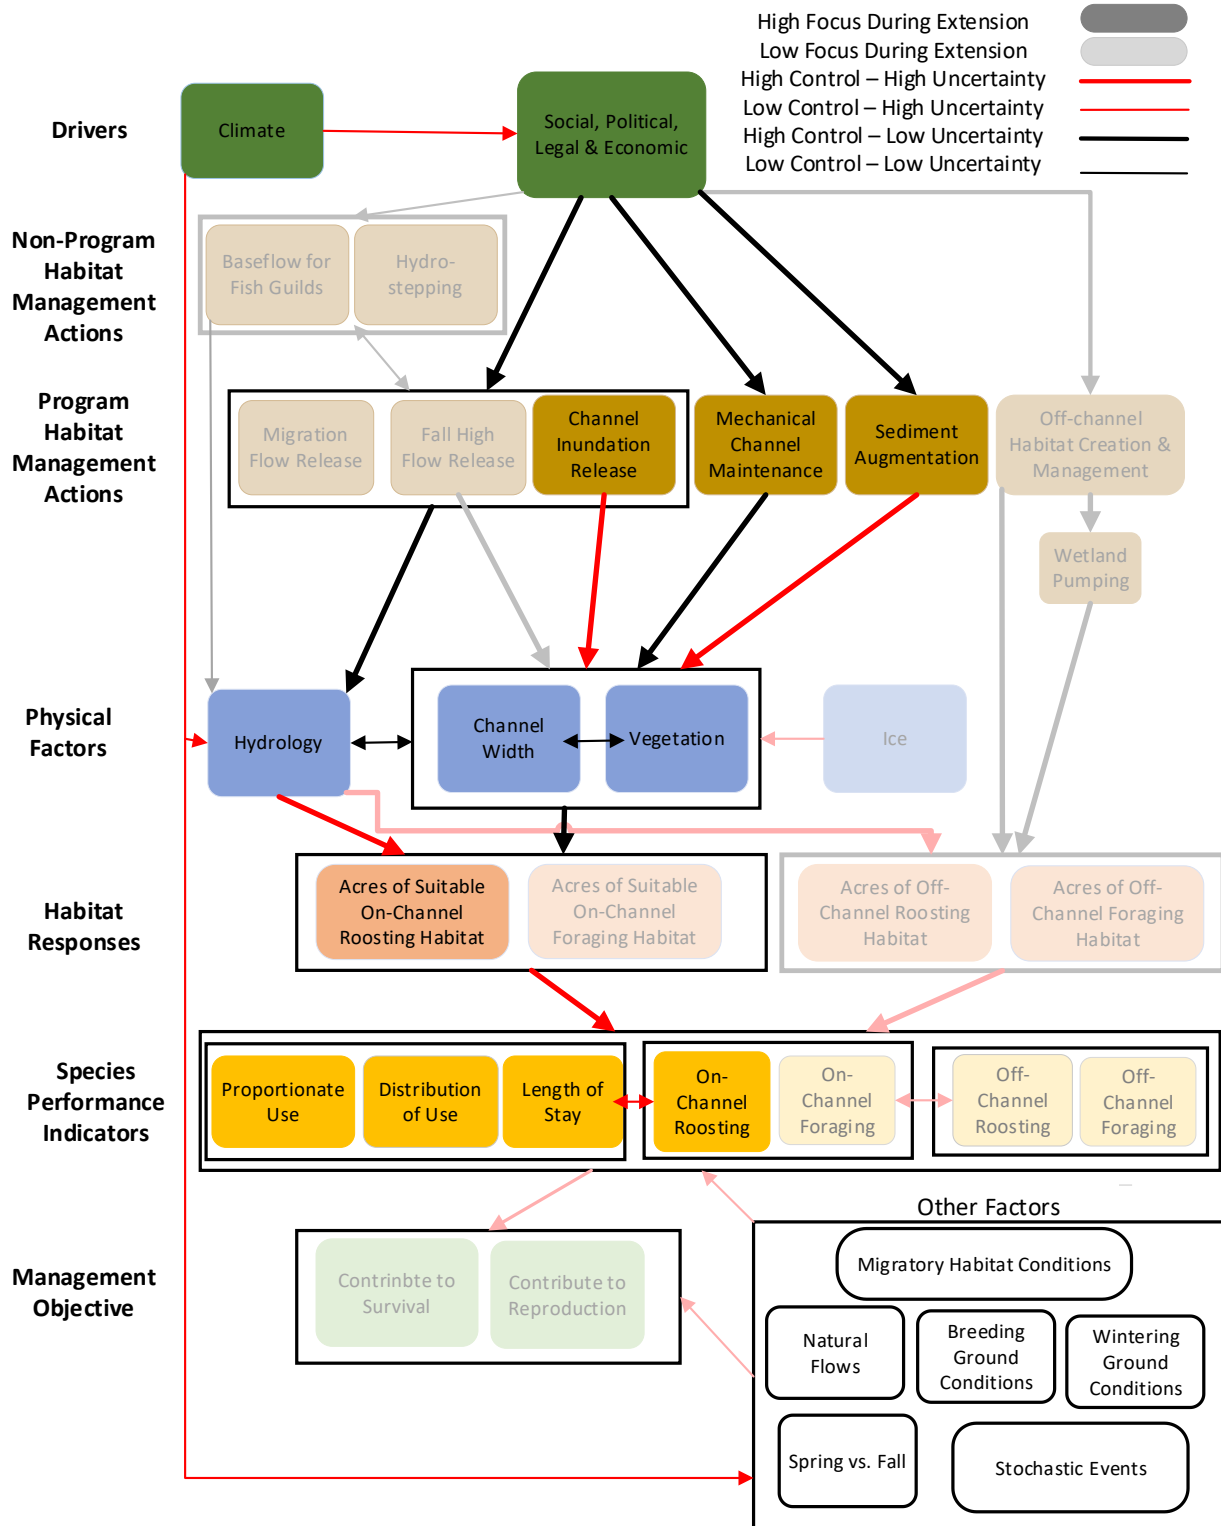 High Focus During Extension
Low Focus During Extension
High Control – High Uncertainty
Low Control – High Uncertainty
High Control – Low Uncertainty
Low Control – Low Uncertainty
Drivers
Climate
Social, Political,
Legal & Economic
Non-Program
Habitat
Management
Actions
Baseflow for
Fish Guilds
Hydro-
stepping
Program
Habitat
Management
Actions
Migration
Flow Release
Fall High
Flow Release
Channel
Inundation
Release
Mechanical
Channel
Maintenance
Sediment
Augmentation
Off-channel
Habitat Creation &
Management
Wetland
Pumping
Physical
Factors
Hydrology
Channel
Width
Vegetation
Ice
Habitat
Responses
Acres of Suitable
On-Channel
Roosting Habitat
Acres of Suitable
On-Channel
Foraging Habitat
Acres of Off-
Channel Roosting
Habitat
Acres of Off-
Channel Foraging
Habitat
Species
Performance
Indicators
Proportionate
Use
Distribution
of Use
Length of
Stay
On-
Channel
Roosting
On-
Channel
Foraging
Off-
Channel
Roosting
Off-
Channel
Foraging
Management
Objective
Contrinbte to
Survival
Contribute to
Reproduction
Other Factors
Migratory Habitat Conditions
Natural
Flows
Breeding
Ground
Conditions
Wintering
Ground
Conditions
Spring vs. Fall
Stochastic Events